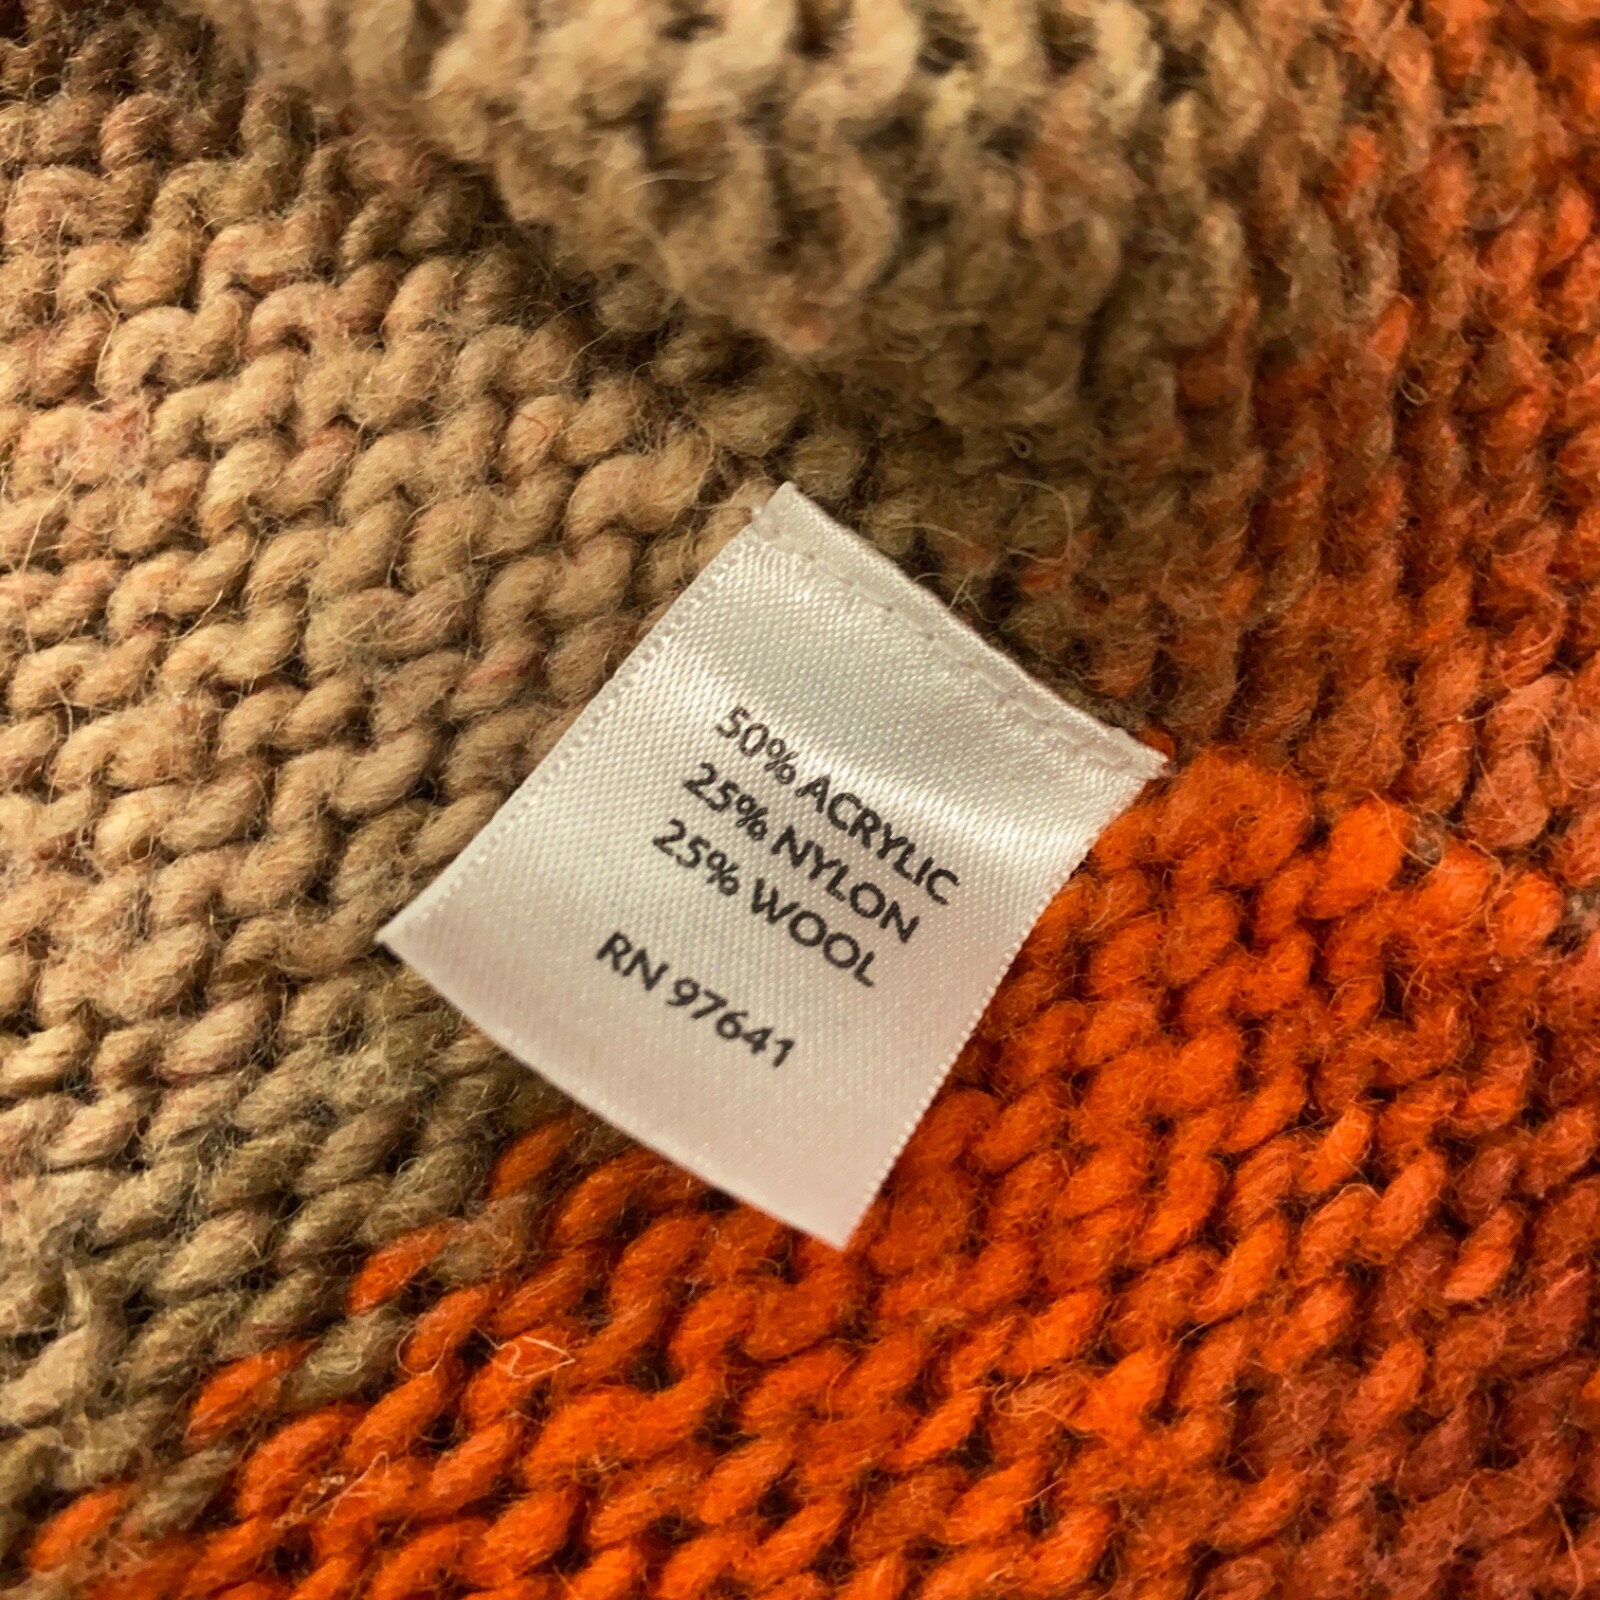 50% ACRYLIC
25% NYLON
25% WOOL
RN 97641